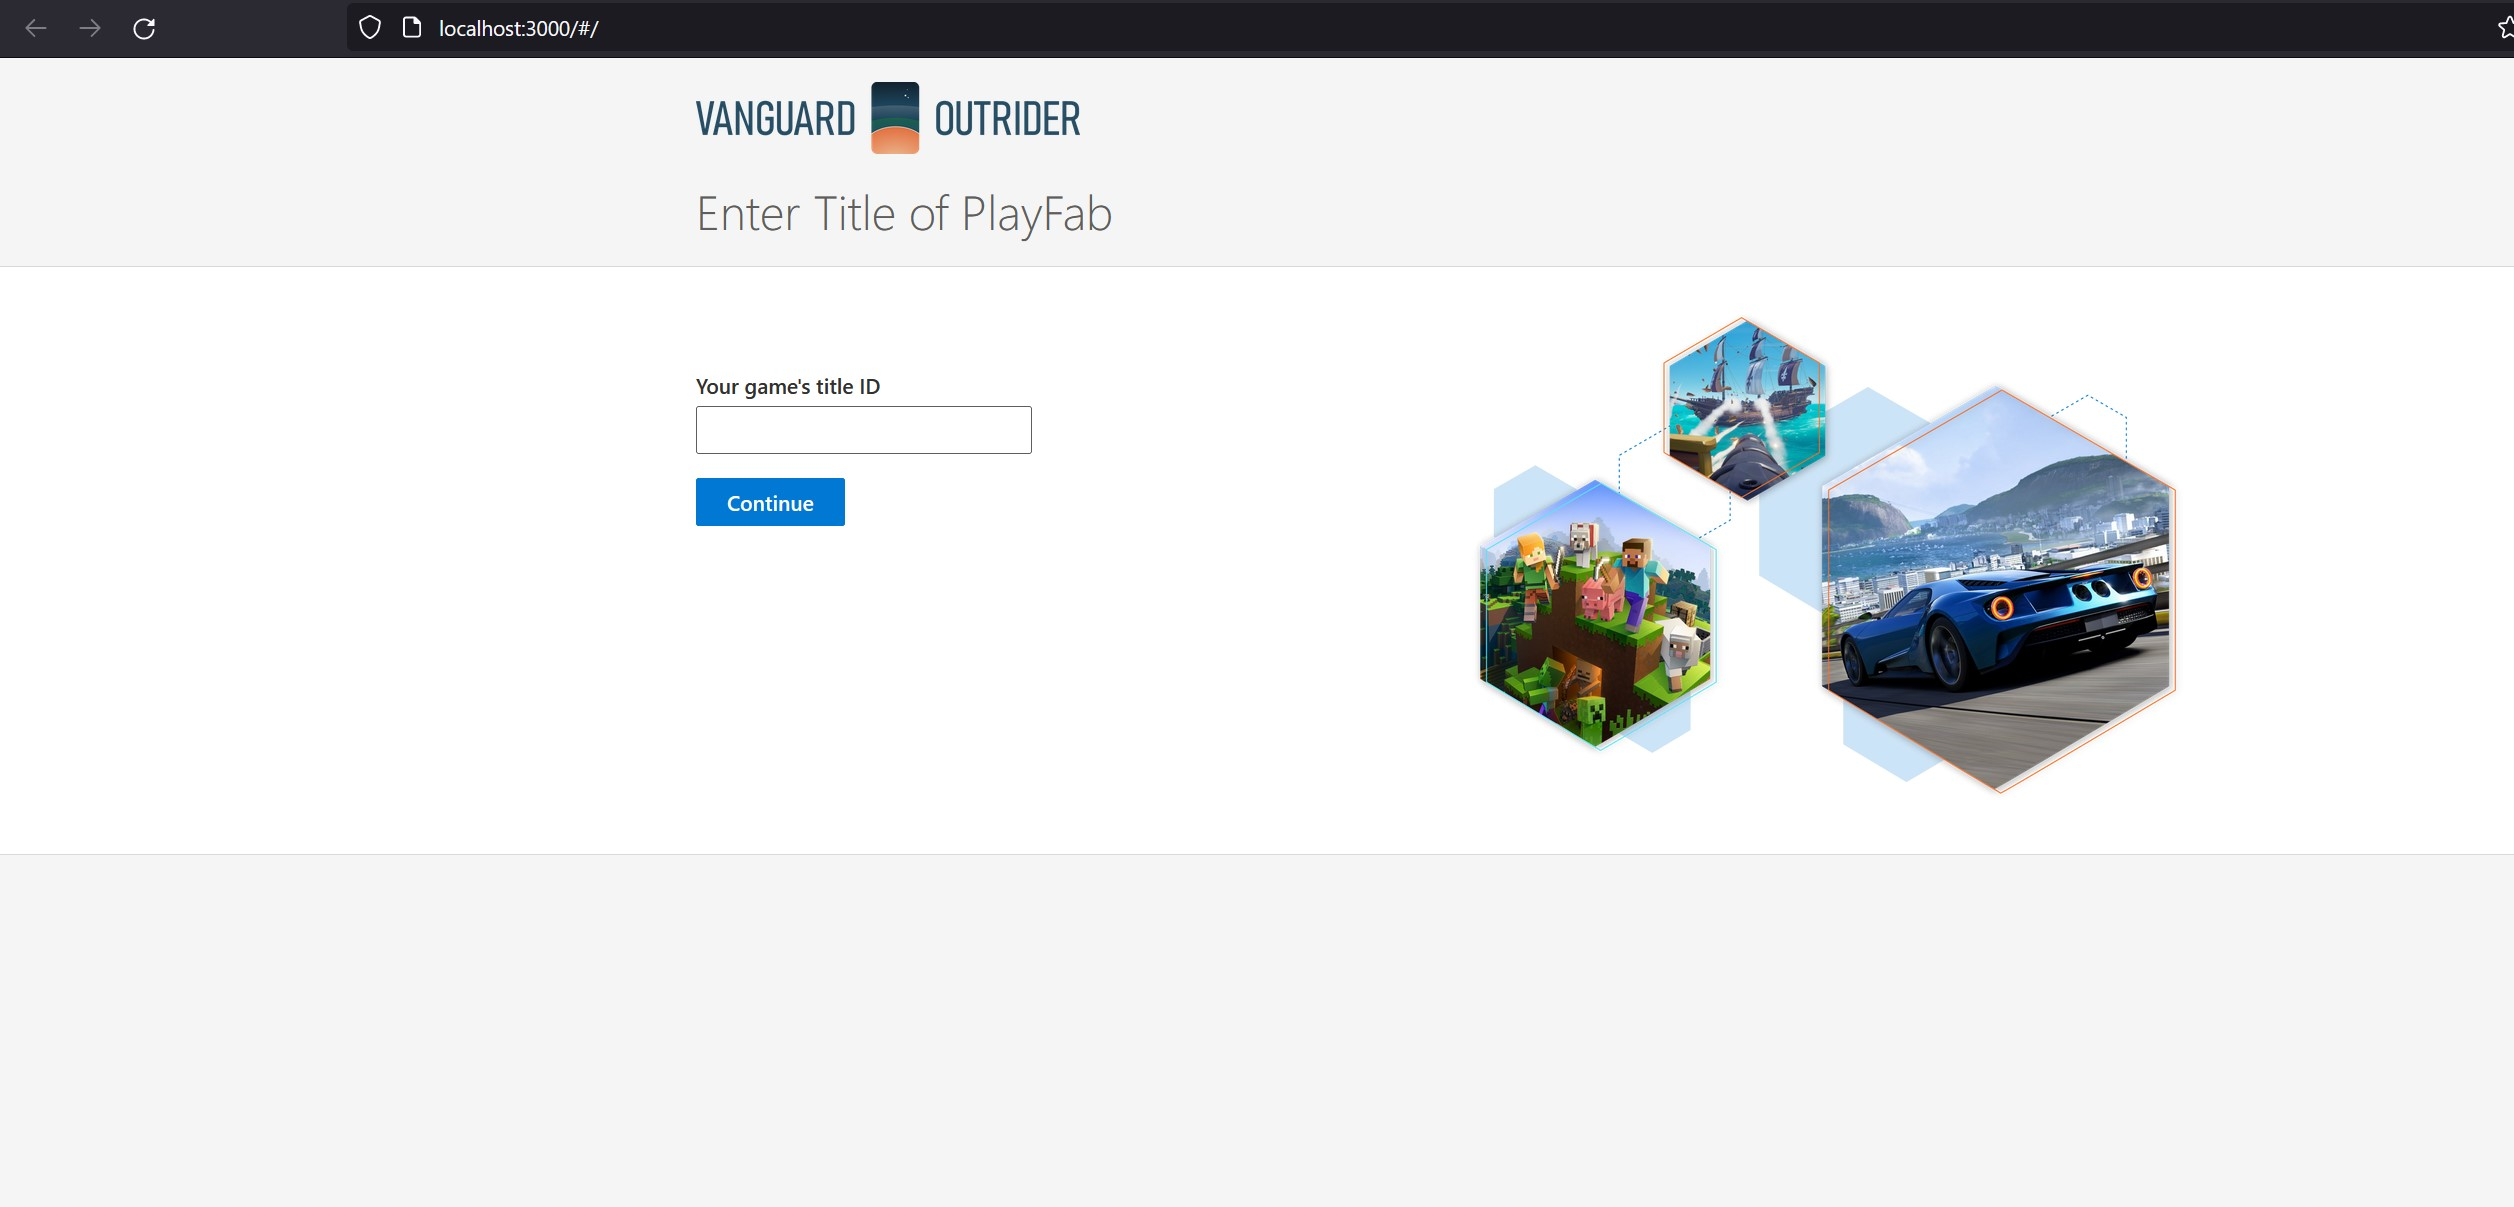 localhost:3000/#/
VANGUARD OUTRIDER
Enter Title of PlayFab
Your game's title ID
Continue